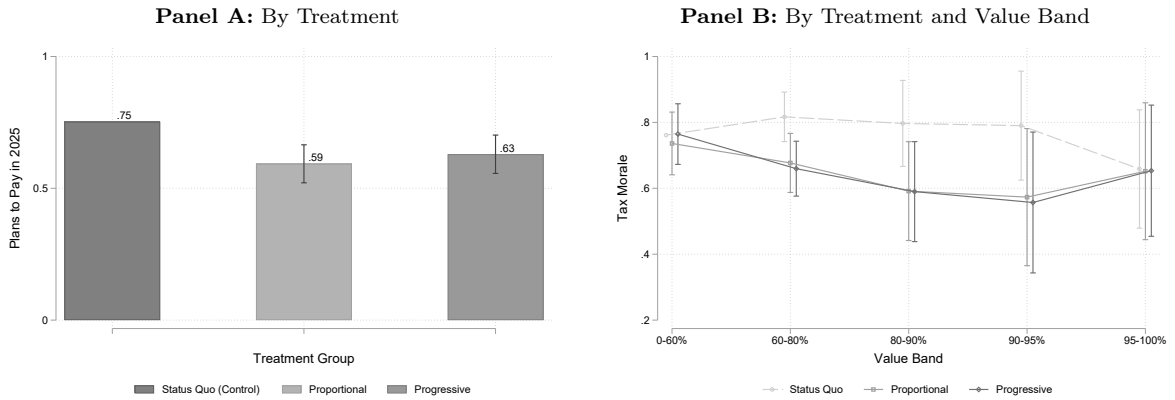 Panel A: By Treatment
Plans to Pay in 2025
1
0.5
0
.75
.59
.63
Treatment Group
Status Quo (Control) Proportional Progressive
Panel B: By Treatment and Value Band
Tax Morale
1
.8
.6
.4
.2
0-60% 60-80% 80-90% 90-95% 95-100%
Value Band
Status Quo Proportional Progressive